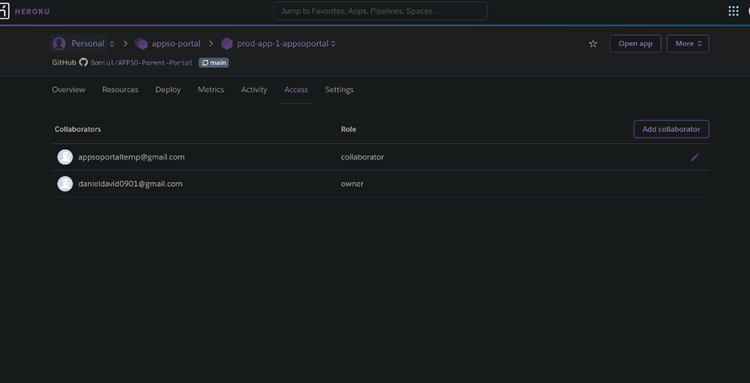 HEROKU
Jump to Favorites, Apps, Pipelines, Spaces...
Personal appso-portal prod-app-1-appsoportal
Open app More
GitHub Daniul/APPSO-Parent-Portal main
Overview Resources Deploy Metrics Activity Access Settings
Collaborators Role Add collaborator
appsoportaltemp@gmail.com collaborator
danieldavid0901@gmail.com owner